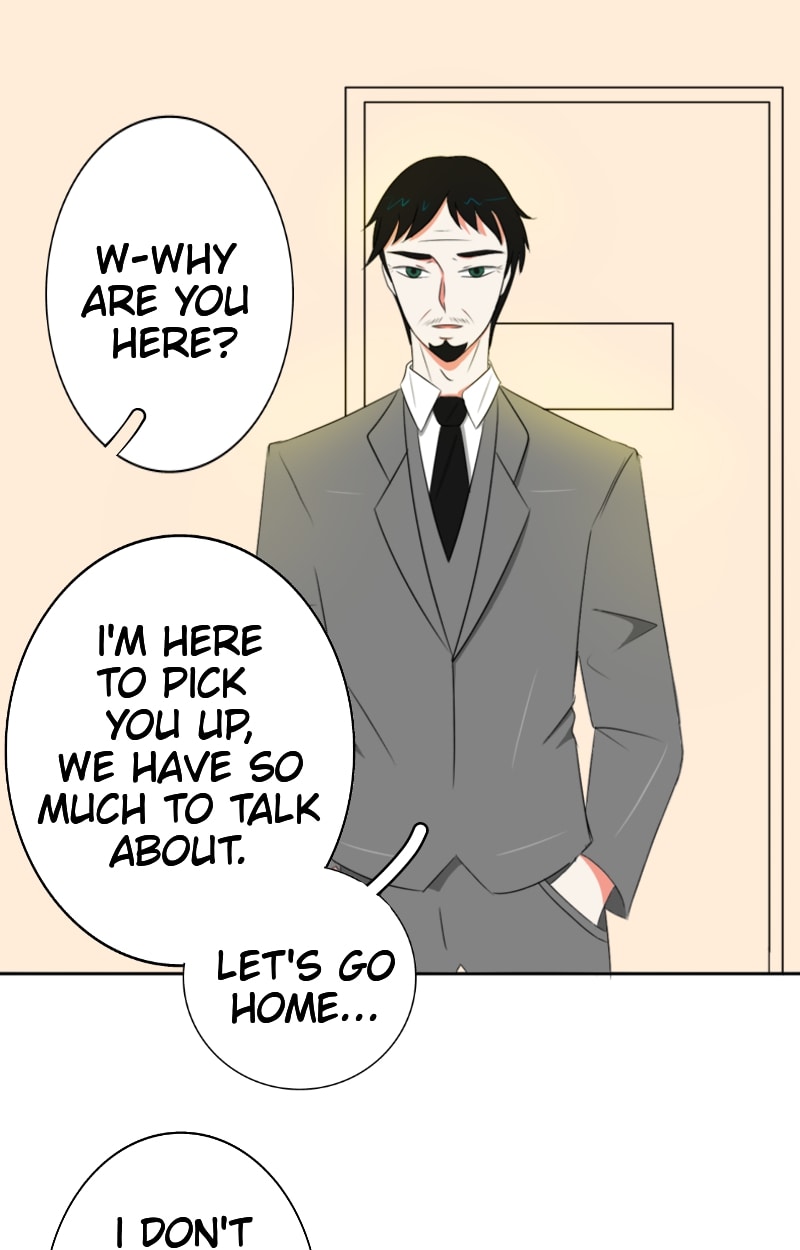 W-WHY
ARE YOU
HERE?
I'M HERE
TO PICK
YOU UP,
WE HAVE SO
MUCH TO TALK
ABOUT.
LET'S GO
HOME...
I DON'T